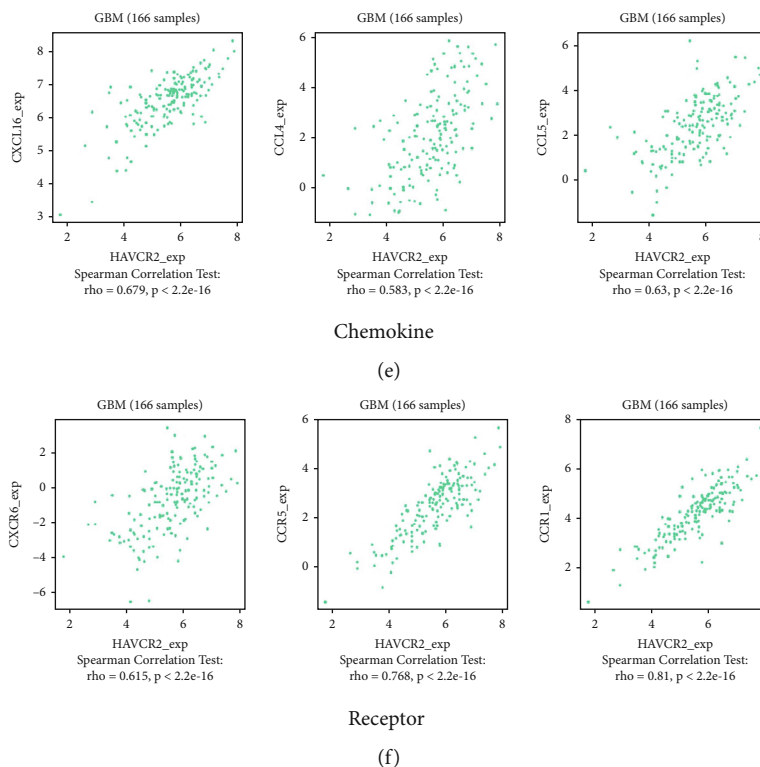 GBM (166 samples) GBM (166 samples) GBM (166 samples)
CXCL16_exp
8
7
6
5
4
3
2 4 6 8
HAVCR2_exp
Spearman Correlation Test:
rho = 0.679, p < 2.2e-16
CCL4_exp
6
4
2
0
2 4 6 8
HAVCR2_exp
Spearman Correlation Test:
rho = 0.583, p < 2.2e-16
CCL5_exp
6
4
2
0
2 4 6 8
HAVCR2_exp
Spearman Correlation Test:
rho = 0.63, p < 2.2e-16
Chemokine
(e)
GBM (166 samples) GBM (166 samples) GBM (166 samples)
CXCR6_exp
2
0
−2
−4
−6
2 4 6 8
HAVCR2_exp
Spearman Correlation Test:
rho = 0.615, p < 2.2e-16
CCR5_exp
6
4
2
0
2 4 6 8
HAVCR2_exp
Spearman Correlation Test:
rho = 0.768, p < 2.2e-16
CCR1_exp
8
6
4
2
2 4 6
HAVCR2_exp
Spearman Correlation Test:
rho = 0.81, p < 2.2e-16
Receptor
(f)